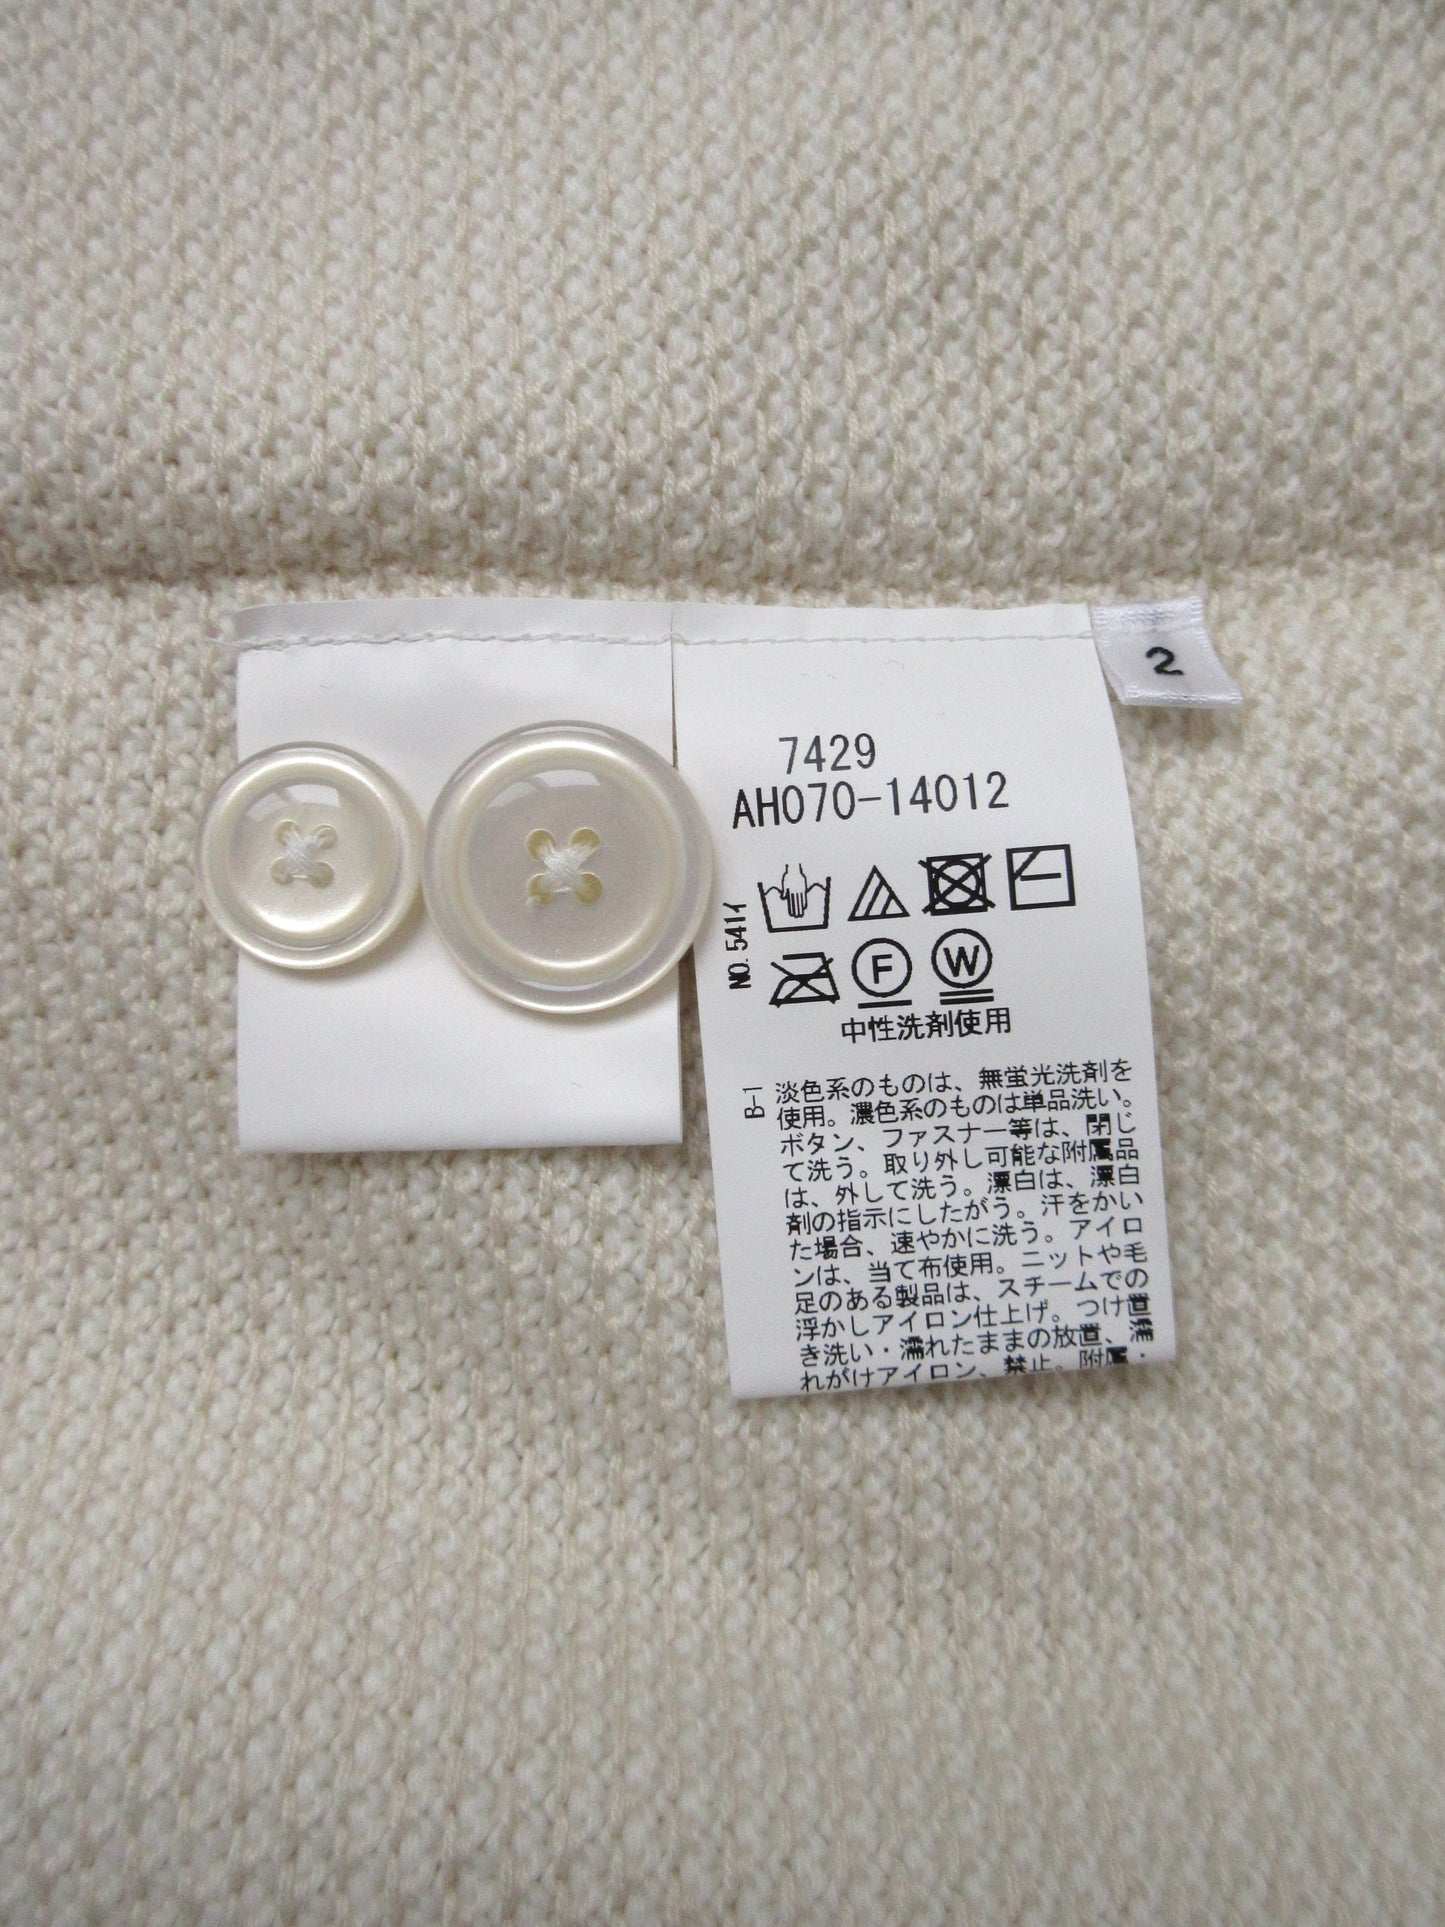 2
7429
AH070-14012
NO.541イ
F W
中性洗剤使用
B-1
淡色系のものは、無蛍光洗剤を
使用。濃色系のものは単品洗い。
ボタン、ファスナー等は、閉じ
て洗う。取り外し可能な附属品
は、外して洗う。漂白は、漂白
剤の指示にしたがう。汗をかい
た場合、速やかに洗う。アイロ
ンは、当て布使用。ニットや毛
足のある製品は、スチームでの
浮かしアイロン仕上げ。つけ置
き洗い・濡れたままの放置、濡
れがけアイロン、禁止。附属・